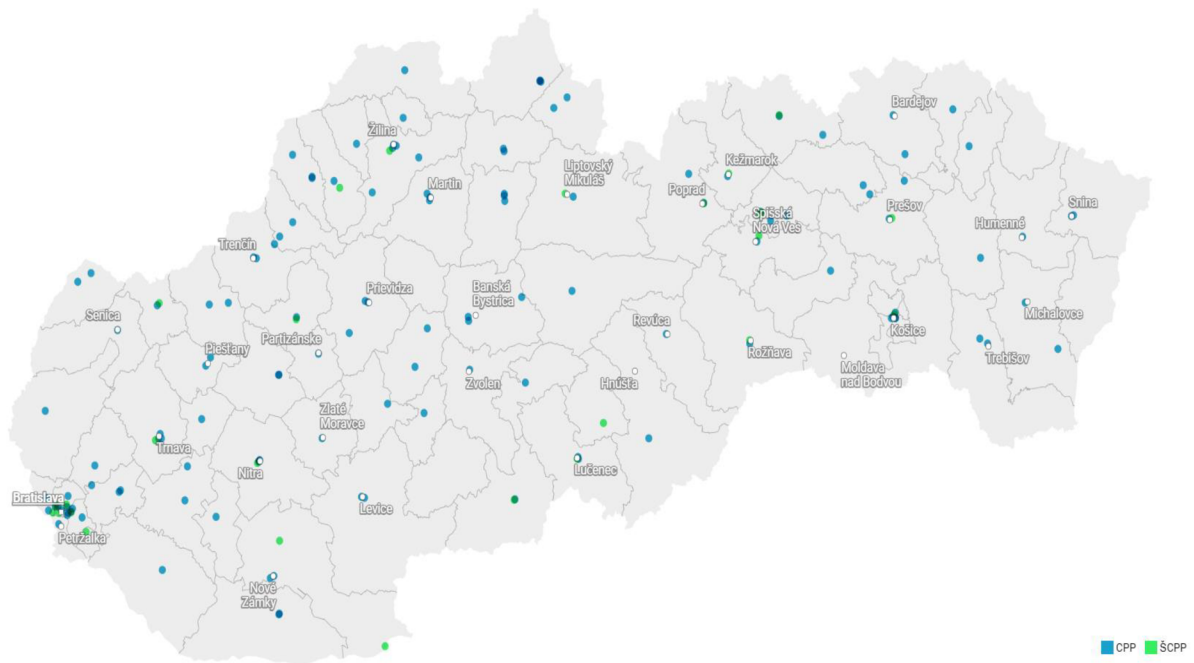 Bardejov
Žilina
Liptovský
Mikuláš
Kežmarok
Martin
Poprad
Snina
Prešov
Spišská
Nová Ves
Humenné
Trenčín
Prievidza
Banská
Bystrica
Michalovce
Senica
Revúca
Košice
Partizánske
Piešťany
Rožňava
Trebišov
Moldava
nad Bodvou
Zvolen
Hnúšťa
Zlaté
Moravce
Trnava
Nitra
Lučenec
Bratislava
Levice
Petržalka
Nové
Zámky
CPP ŠCPP